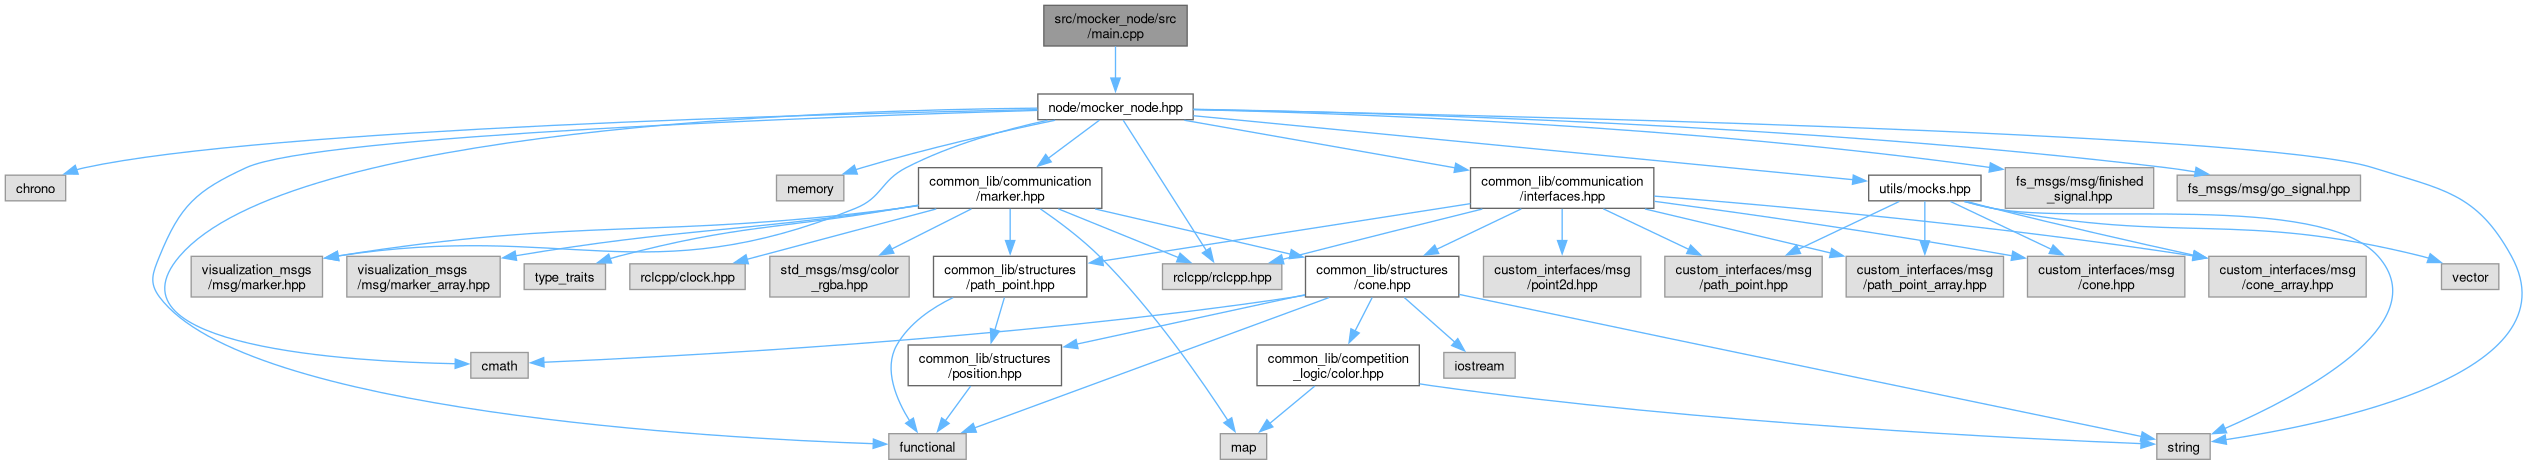 src/mocker_node/src
/main.cpp
node/mocker_node.hpp
chrono
memory
common_lib/communication
/marker.hpp
common_lib/communication
/interfaces.hpp
utils/mocks.hpp
fs_msgs/msg/finished
_signal.hpp
fs_msgs/msg/go_signal.hpp
visualization_msgs
/msg/marker.hpp
visualization_msgs
/msg/marker_array.hpp
type_traits
rclcpp/clock.hpp
std_msgs/msg/color
_rgba.hpp
common_lib/structures
/path_point.hpp
rclcpp/rclcpp.hpp
common_lib/structures
/cone.hpp
custom_interfaces/msg
/point2d.hpp
custom_interfaces/msg
/path_point.hpp
custom_interfaces/msg
/path_point_array.hpp
custom_interfaces/msg
/cone.hpp
custom_interfaces/msg
/cone_array.hpp
vector
cmath
common_lib/structures
/position.hpp
common_lib/competition
_logic/color.hpp
iostream
functional
map
string